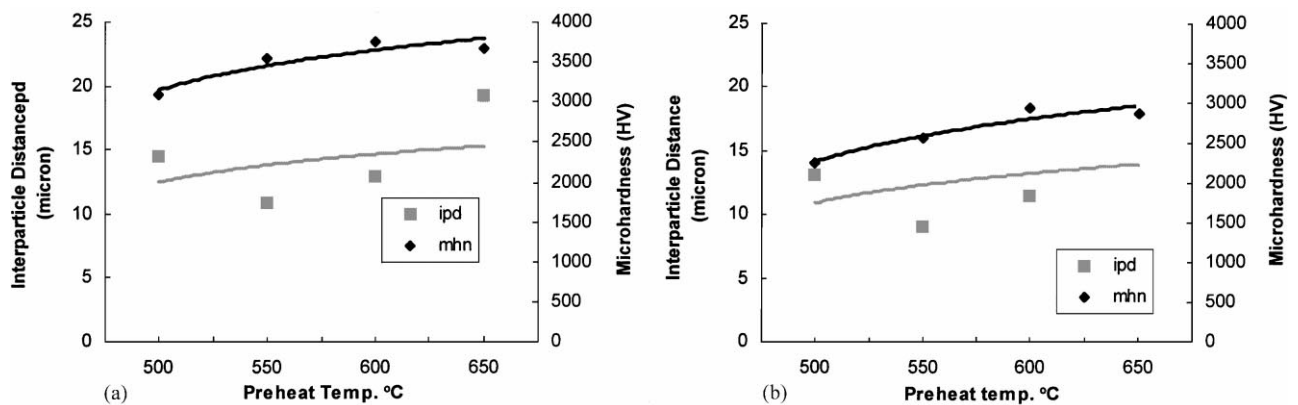 25
20
15
10
5
0
4000
3500
3000
2500
2000
1500
1000
500
0
Interparticle Distancepd
(micron)
Microhardness (HV)
ipd
mhn
500 550 600 650
(a) Preheat Temp. ºC
25
20
15
10
5
0
4000
3500
3000
2500
2000
1500
1000
500
0
Interparticle Distance
(micron)
Microhardness (HV)
ipd
mhn
500 550 600 650
(b) Preheat temp. ºC